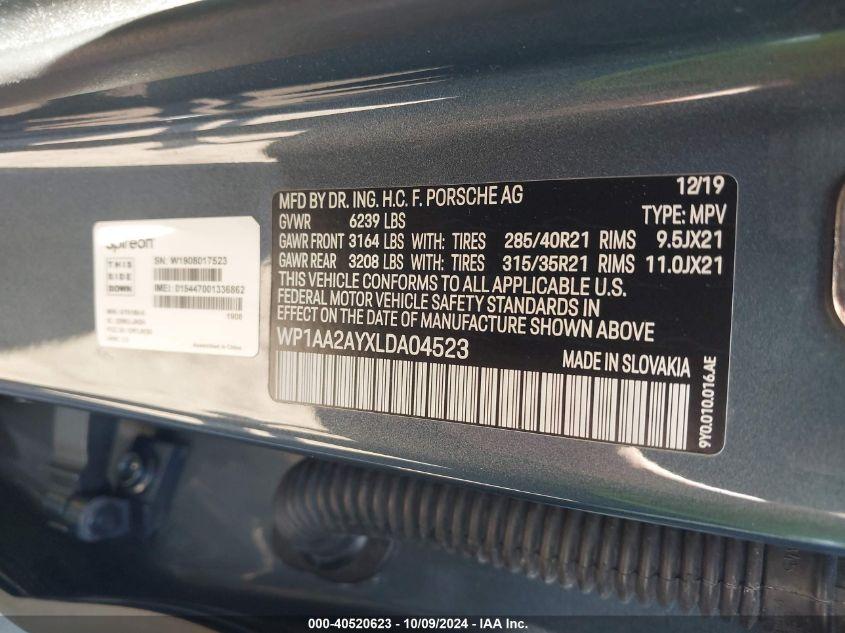 MFD BY DR. ING. H.C. F. PORSCHE AG 12/19
GVWR 6239 LBS TYPE: MPV
GAWR FRONT 3164 LBS WITH: TIRES 285/40R21 RIMS 9.5JX21
GAWR REAR 3208 LBS WITH: TIRES 315/35R21 RIMS 11.0JX21
THIS VEHICLE CONFORMS TO ALL APPLICABLE U.S.
FEDERAL MOTOR VEHICLE SAFETY STANDARDS IN
EFFECT ON THE DATE OF MANUFACTURE SHOWN ABOVE
WP1AA2AYXLDA04523
MADE IN SLOVAKIA
9Y0.010.016.AE
spireon
THIS
SIDE
DOWN
SN: W1908017523
IMEI: 015447001336862
1908
Assembled in China
000-40520623 - 10/09/2024 - IAA Inc.